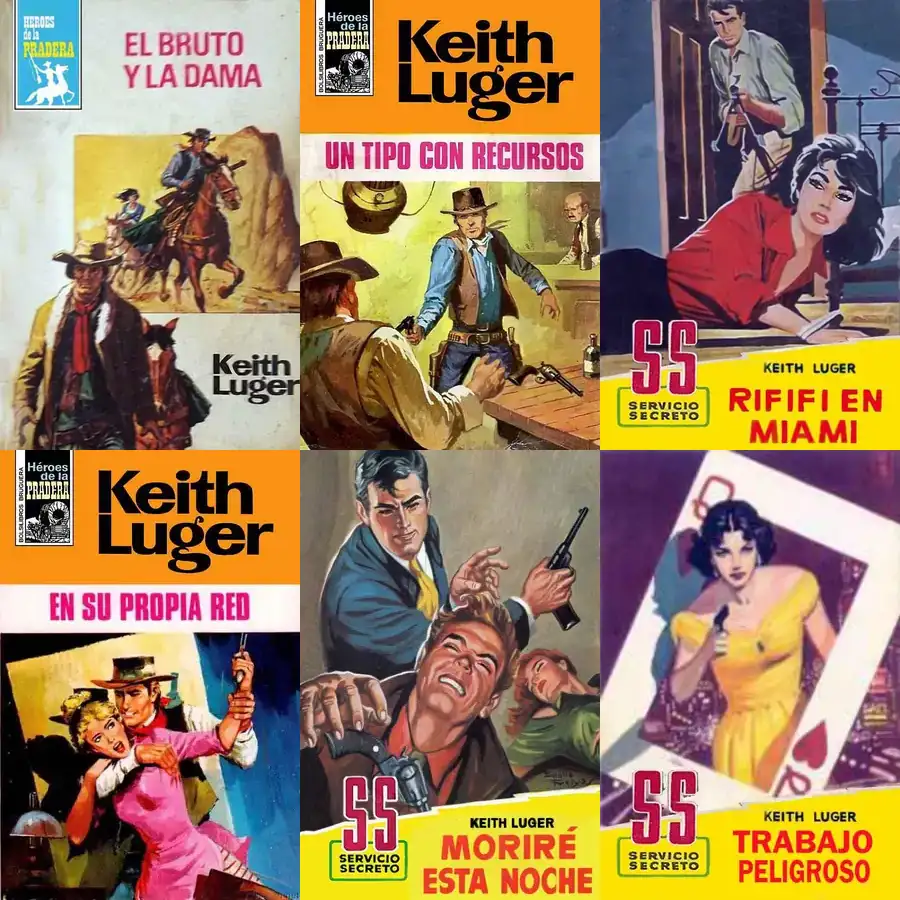 HEROES
de la
PRADERA
EL BRUTO
Y LA DAMA
Keith
Luger
BOLSILIBROS BRUGUERA
Héroes
de la
PRADERA
Keith
Luger
UN TIPO CON RECURSOS
SS
SERVICIO
SECRETO
KEITH LUGER
RIFIFI EN
MIAMI
BOLSILIBROS BRUGUERA
Héroes
de la
PRADERA
Keith
Luger
EN SU PROPIA RED
SS
SERVICIO
SECRETO
KEITH LUGER
MORIRÉ
ESTA NOCHE
Q
Q
SS
SERVICIO
SECRETO
KEITH LUGER
TRABAJO
PELIGROSO